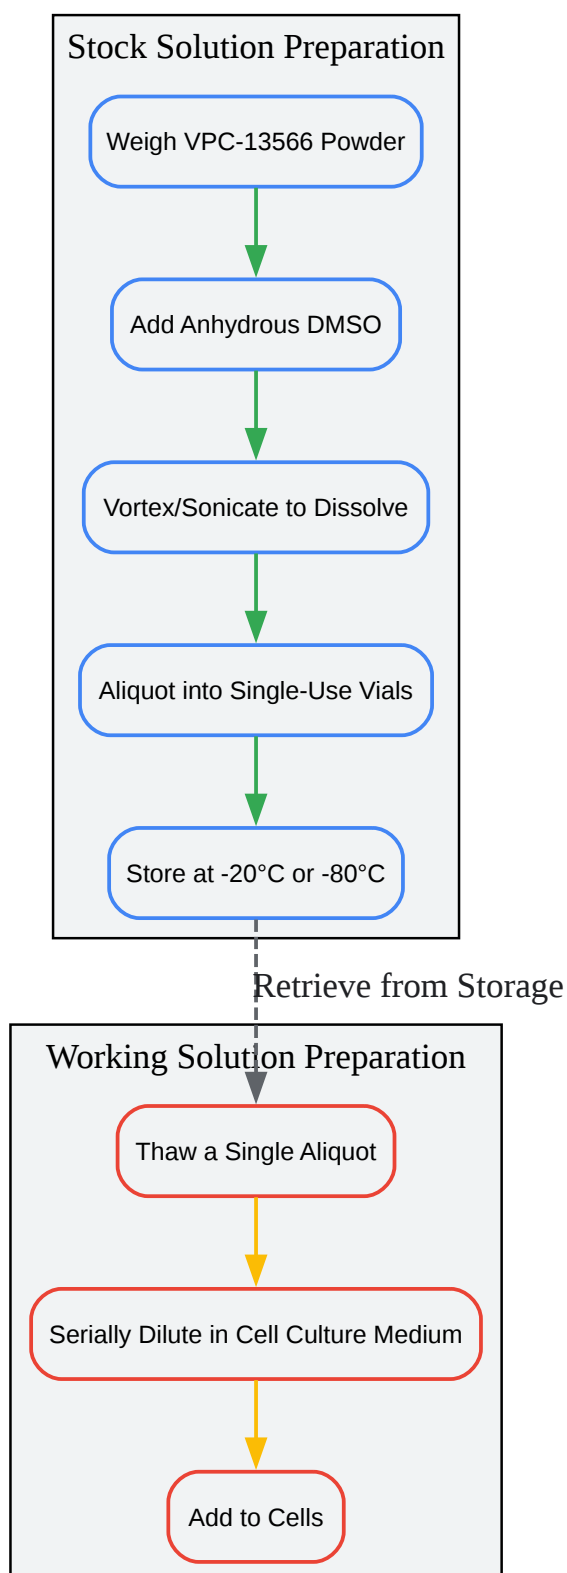 Stock Solution Preparation
Weigh VPC-13566 Powder
Add Anhydrous DMSO
Vortex/Sonicate to Dissolve
Aliquot into Single-Use Vials
Store at -20°C or -80°C
Retrieve from Storage
Working Solution Preparation
Thaw a Single Aliquot
Serially Dilute in Cell Culture Medium
Add to Cells